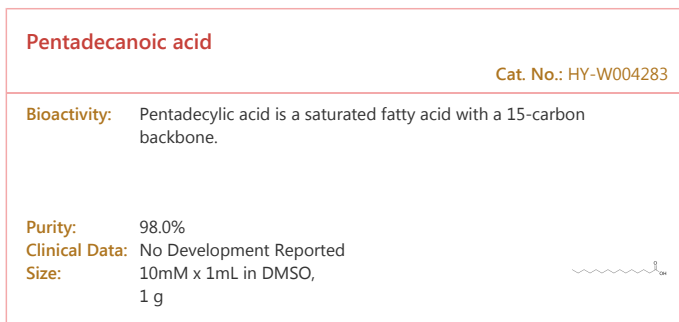 Pentadecanoic acid
Cat. No.: HY-W004283
Bioactivity: Pentadecylic acid is a saturated fatty acid with a 15-carbon
backbone.
Purity: 98.0%
Clinical Data: No Development Reported
Size: 10mM x 1mL in DMSO,
1 g
O
OH